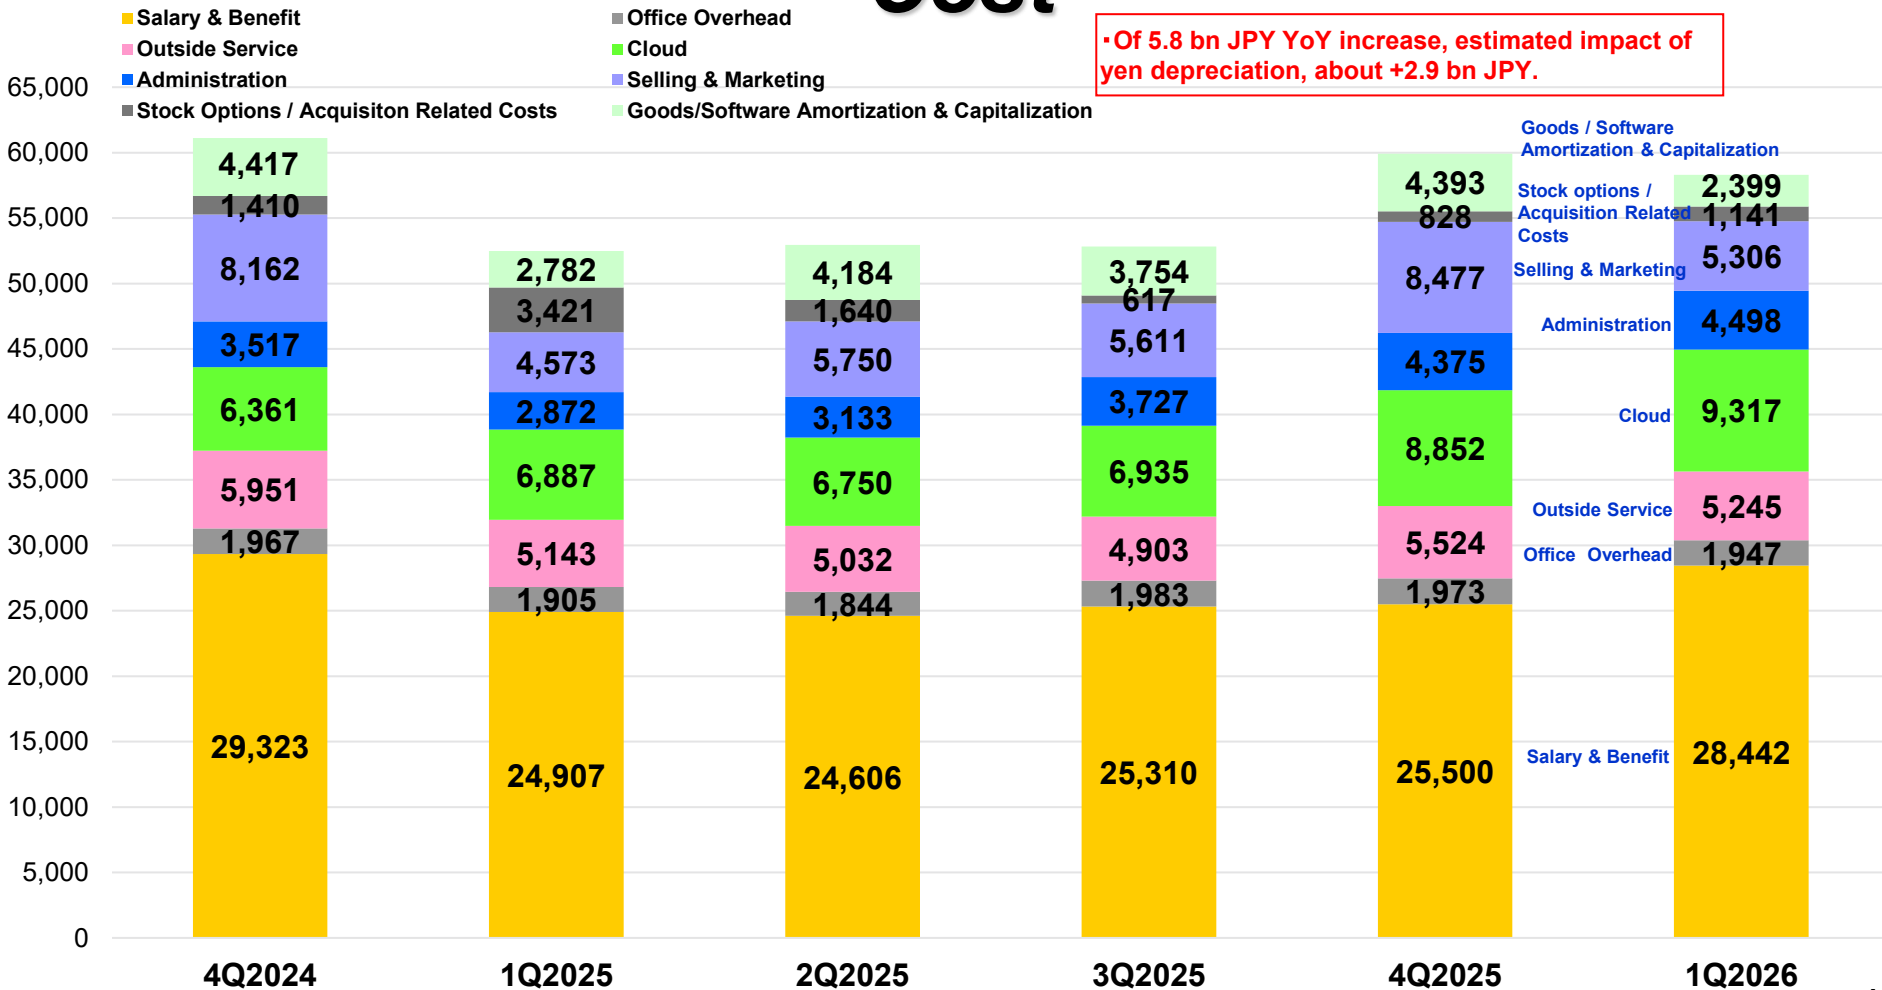 Cost
Salary & Benefit
Office Overhead
Outside Service
Cloud
Administration
Selling & Marketing
Stock Options / Acquisiton Related Costs
Goods/Software Amortization & Capitalization
・Of 5.8 bn JPY YoY increase, estimated impact of
yen depreciation, about +2.9 bn JPY.
65,000
60,000
55,000
50,000
45,000
40,000
35,000
30,000
25,000
20,000
15,000
10,000
5,000
0
4,417
1,410
8,162
3,517
6,361
5,951
1,967
29,323
2,782
3,421
4,573
2,872
6,887
5,143
1,905
24,907
4,184
1,640
5,750
3,133
6,750
5,032
1,844
24,606
3,754
617
5,611
3,727
6,935
4,903
1,983
25,310
4,393
828
8,477
4,375
8,852
5,524
1,973
25,500
Goods / Software
Amortization & Capitalization
Stock options /
Acquisition Related
Costs
Selling & Marketing
Administration
Cloud
Outside Service
Office  Overhead
Salary & Benefit
2,399
1,141
5,306
4,498
9,317
5,245
1,947
28,442
4Q2024
1Q2025
2Q2025
3Q2025
4Q2025
1Q2026